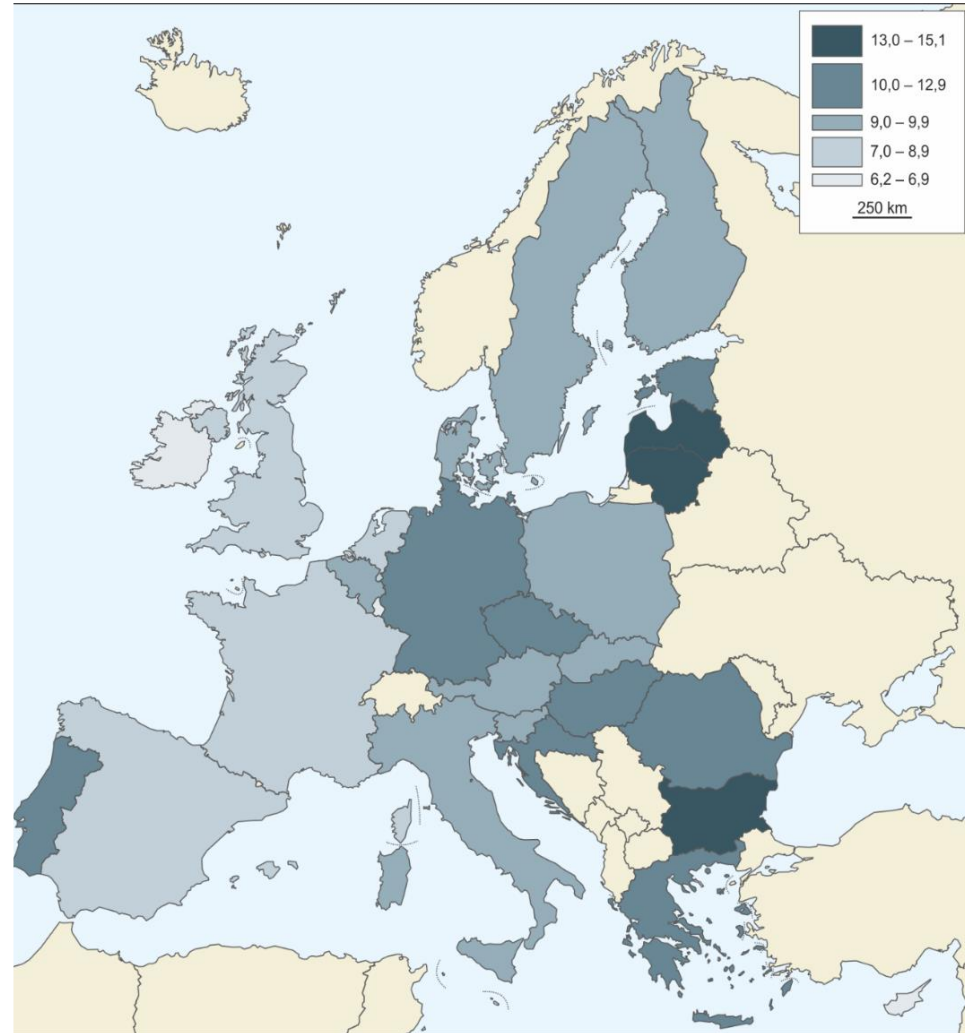 13,0 – 15,1
10,0 – 12,9
9,0 – 9,9
7,0 – 8,9
6,2 – 6,9
250 km